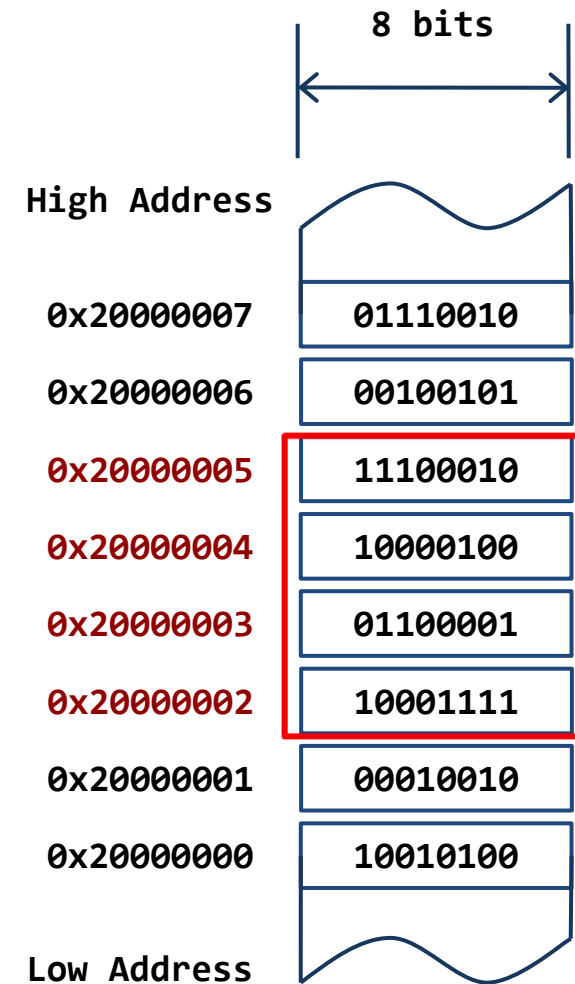 8 bits
High Address
0x20000007 01110010
0x20000006 00100101
0x20000005 11100010
0x20000004 10000100
0x20000003 01100001
0x20000002 10001111
0x20000001 00010010
0x20000000 10010100
Low Address